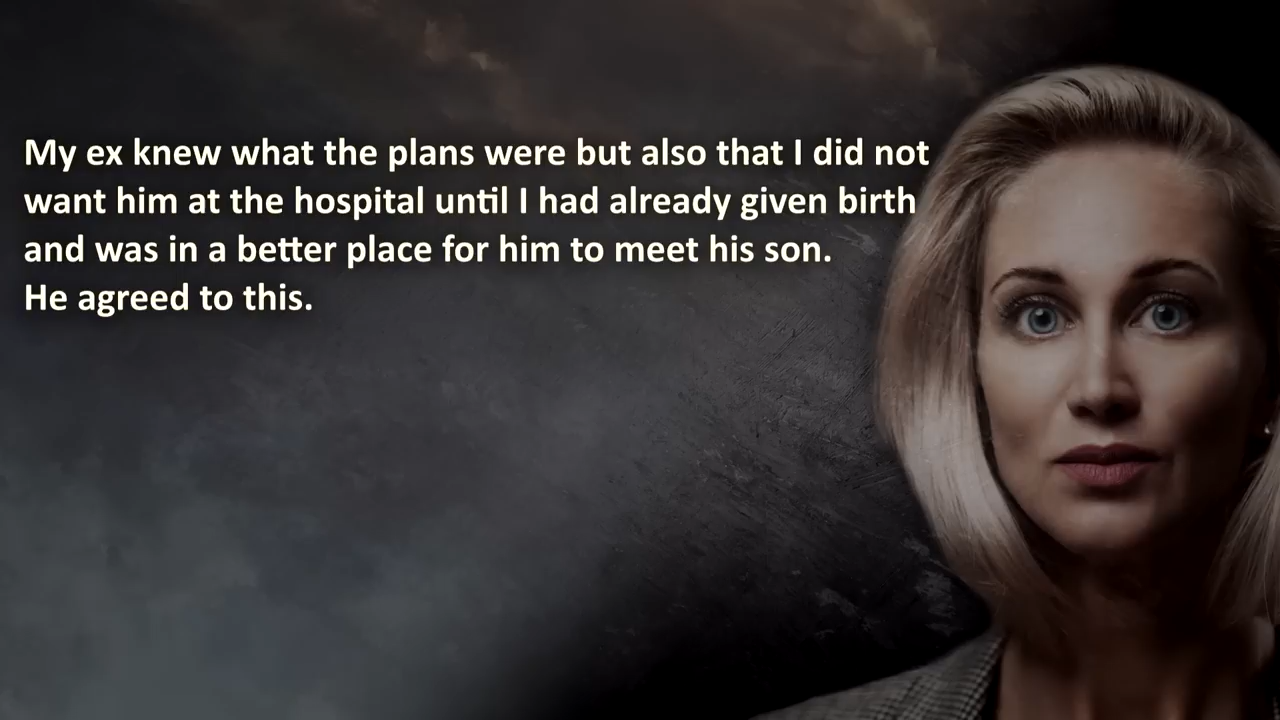 My ex knew what the plans were but also that I did not
want him at the hospital until I had already given birth
and was in a better place for him to meet his son.
He agreed to this.